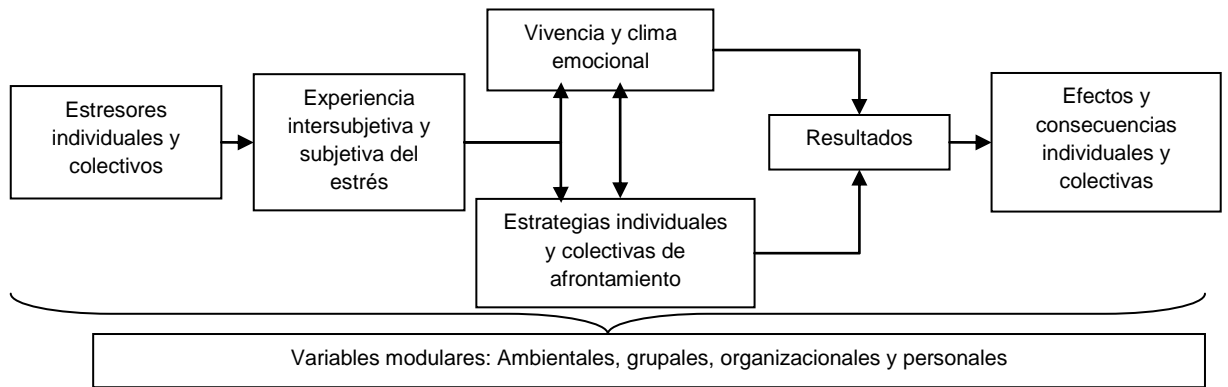 Estresores
individuales y
colectivos
Experiencia
intersubjetiva y
subjetiva del
estrés
Vivencia y clima
emocional
Estrategias individuales
y colectivas de
afrontamiento
Resultados
Efectos y
consecuencias
individuales y
colectivas
Variables modulares: Ambientales, grupales, organizacionales y personales